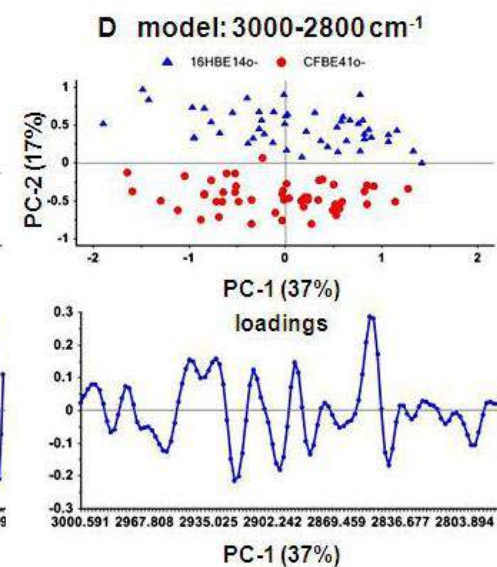 D model: 3000-2800 cm-1
16HBE14o- CFBE41o-
PC-2 (17%)
1
0.5
0
-0.5
-1
-2 -1 0 1 2
PC-1 (37%)
loadings
0.3
0.2
0.1
0
-0.1
-0.2
-0.3
3000.591 2967.808 2935.025 2902.242 2869.459 2836.677 2803.894
PC-1 (37%)
9